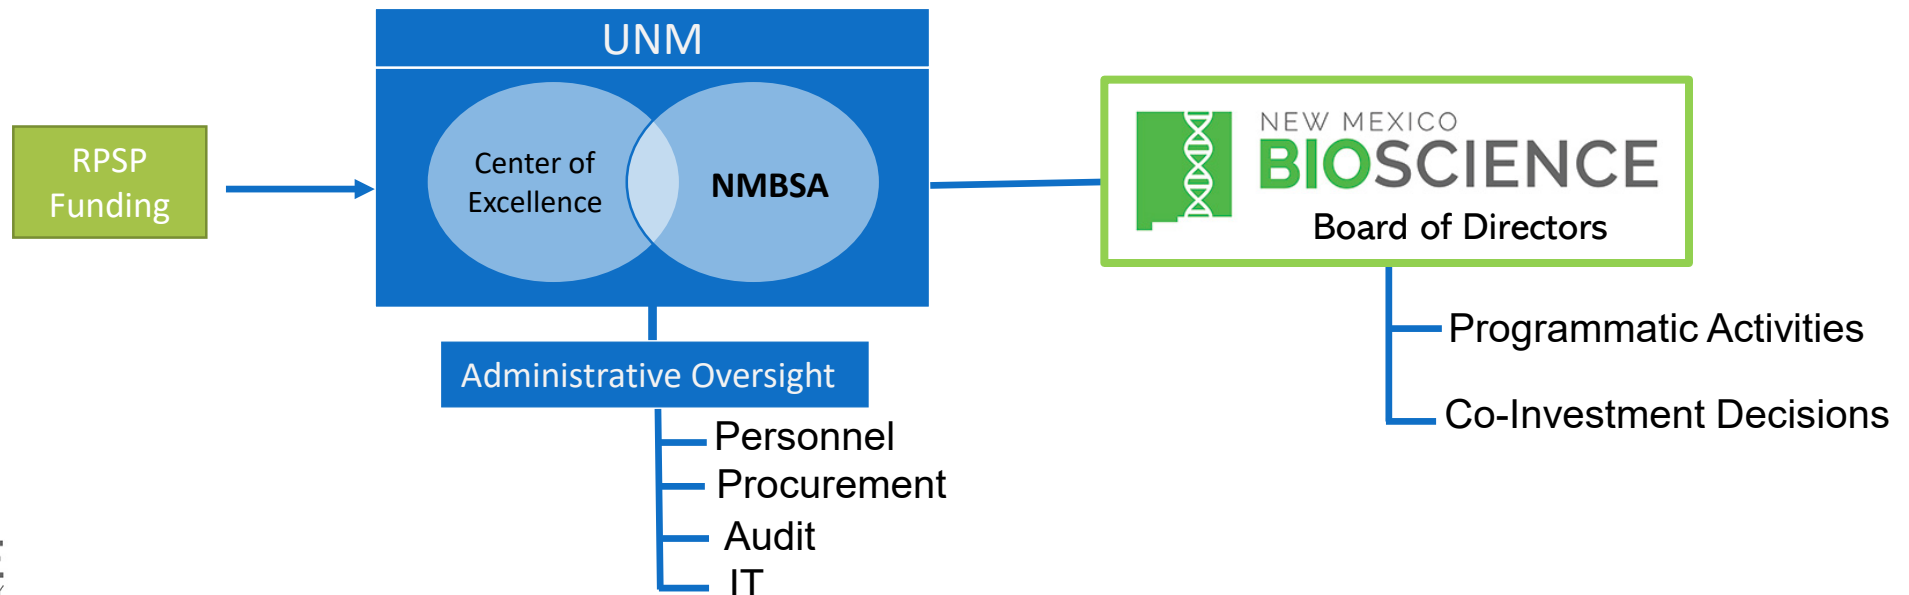 UNM
RPSP
Funding
Center of
Excellence
NMBSA
NEW MEXICO
BIOSCIENCE
Board of Directors
Administrative Oversight
Personnel
Procurement
Audit
IT
Programmatic Activities
Co-Investment Decisions